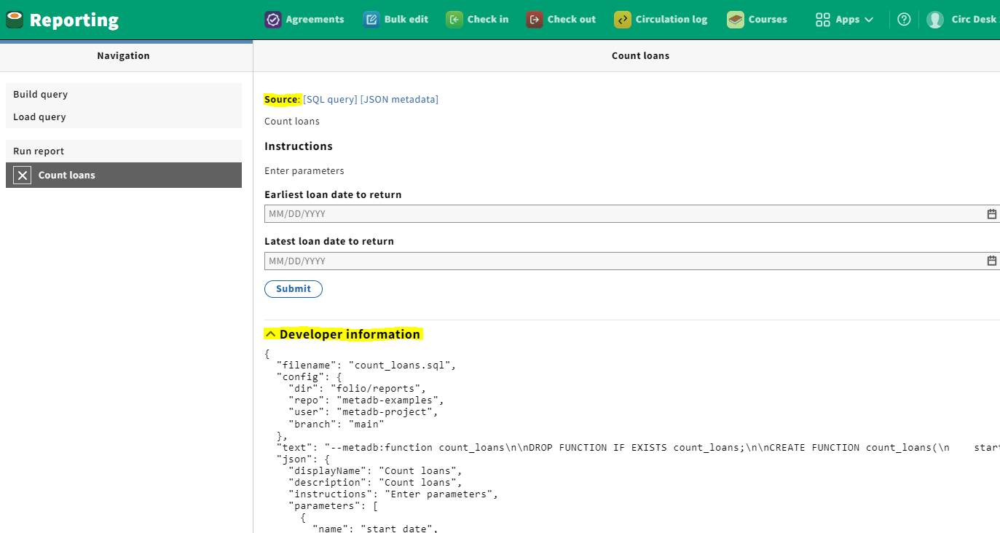 Reporting
Agreements Bulk edit Check in Check out Circulation log Courses Apps Circ Desk
Navigation
Build query
Load query
Run report
Count loans
Count loans
Source: [SQL query] [JSON metadata]
Count loans
Instructions
Enter parameters
Earliest loan date to return
MM/DD/YYYY
Latest loan date to return
MM/DD/YYYY
Submit
Developer information
{
  "filename": "count_loans.sql",
  "config": {
    "dir": "folio/reports",
    "repo": "metadb-examples",
    "user": "metadb-project",
    "branch": "main"
  },
  "text": "--metadb:function count_loans\n\nDROP FUNCTION IF EXISTS count_loans;\n\nCREATE FUNCTION count_loans(\n    start
  "json": {
    "displayName": "Count loans",
    "description": "Count loans",
    "instructions": "Enter parameters",
    "parameters": [
      {
        "name": "start_date",